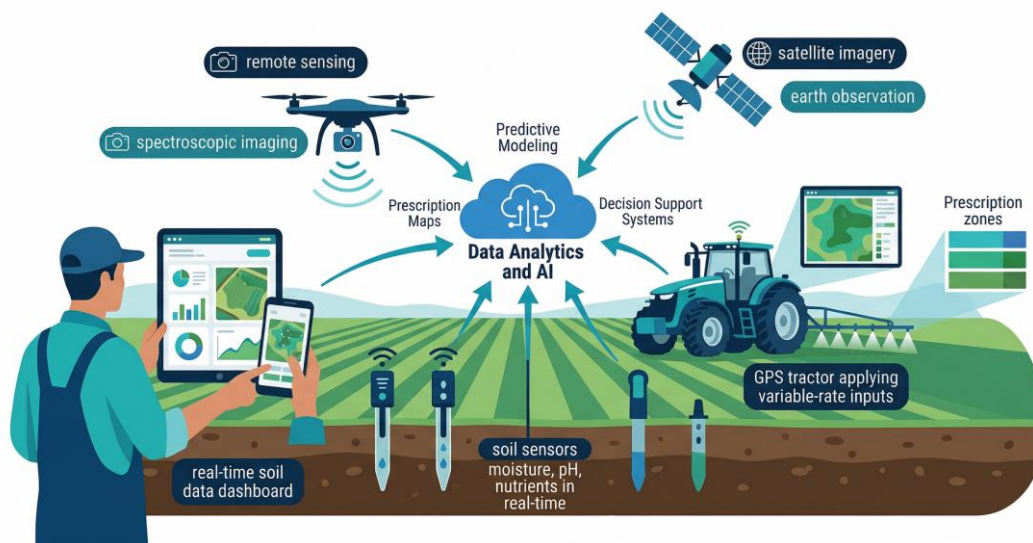 remote sensing
satellite imagery
earth observation
spectroscopic imaging
Predictive
Modeling
Prescription
Maps
Decision Support
Systems
Prescription
zones
Data Analytics
and AI
GPS tractor applying
variable-rate inputs
soil sensors
moisture, pH,
nutrients in
real-time
real-time soil
data dashboard